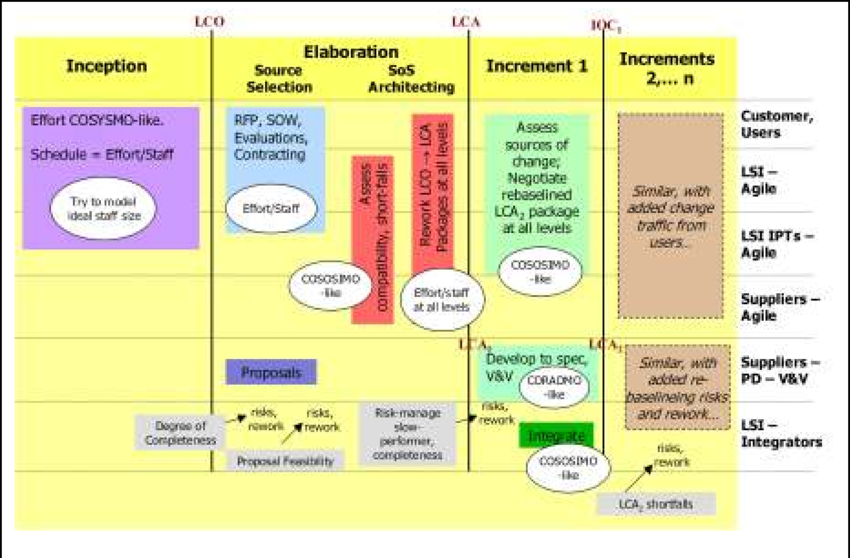 LCO
LCA
IOC1
Inception
Elaboration
Source
Selection
SoS
Architecting
Increment 1
Increments
2,... n
Effort COSYSMO-like.
Schedule = Effort/Staff
Try to model
ideal staff size
RFP, SOW,
Evaluations,
Contracting
Effort/Staff
COSOSIMO
-like
Assess
compatibility, short-falls
Rework LCO → LCA
Packages at all levels
Effort/staff
at all levels
Assess
sources of
change;
Negotiate
rebaselined
LCA2 package
at all levels
COSOSIMO
-like
Similar, with
added change
traffic from
users...
Customer,
Users
LSI –
Agile
LSI IPTs –
Agile
Suppliers –
Agile
Suppliers –
PD – V&V
LSI –
Integrators
Proposals
LCA2
Develop to spec,
V&V
CORADMO
-like
Similar, with
added re-
baselineing risks
and rework...
Degree of
Completeness
risks,
rework
risks,
rework
Proposal Feasibility
Risk-manage
slow-
performer,
completeness
risks,
rework
Integrate
COSOSIMO
-like
risks,
rework
LCA2 shortfalls